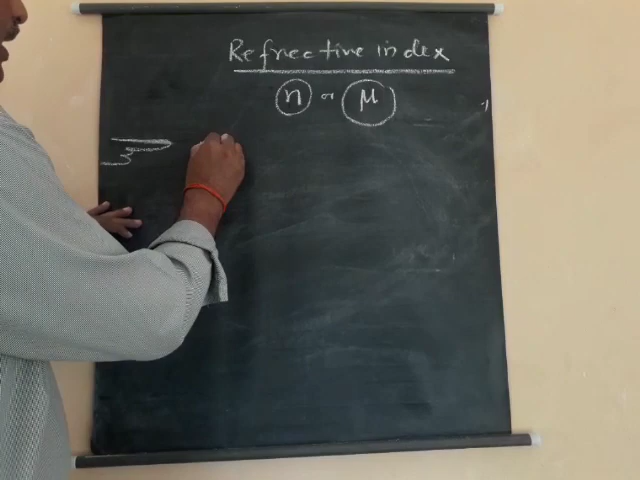 Refrective index
n or μ